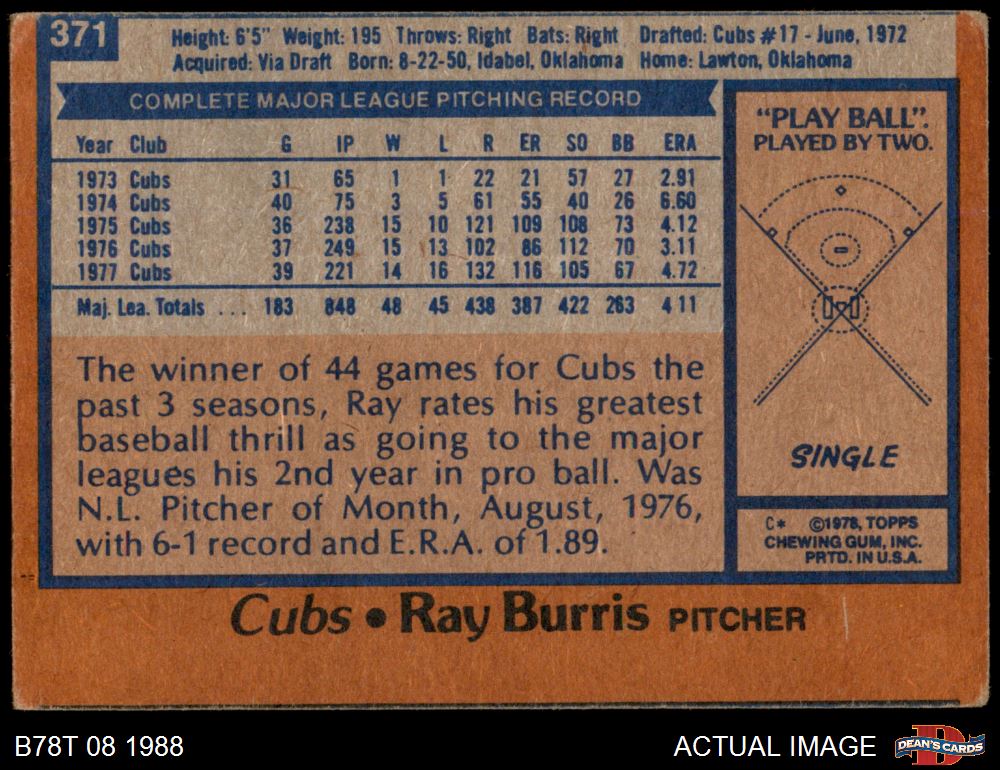 371
Height: 6'5" Weight: 195 Throws: Right Bats: Right Drafted: Cubs #17 - June, 1972
Acquired: Via Draft Born: 8-22-50, Idabel, Oklahoma Home: Lawton, Oklahoma
COMPLETE MAJOR LEAGUE PITCHING RECORD
Year Club G IP W L R ER SO BB ERA
1973 Cubs 31 65 1 1 22 21 57 27 2.91
1974 Cubs 40 75 3 5 61 55 40 26 6.60
1975 Cubs 36 238 15 10 121 109 108 73 4.12
1976 Cubs 37 249 15 13 102 86 112 70 3.11
1977 Cubs 39 221 14 16 132 116 105 67 4.72
Maj. Lea. Totals ... 183 848 48 45 438 387 422 263 4 11
The winner of 44 games for Cubs the
past 3 seasons, Ray rates his greatest
baseball thrill as going to the major
leagues his 2nd year in pro ball. Was
N.L. Pitcher of Month, August, 1976,
with 6-1 record and E.R.A. of 1.89.
"PLAY BALL".
PLAYED BY TWO.
SINGLE
C* ©1978, TOPPS
CHEWING GUM, INC.
PRTD. IN U.S.A.
Cubs • Ray Burris PITCHER
B78T 08 1988
ACTUAL IMAGE
D
DEAN'S CARDS